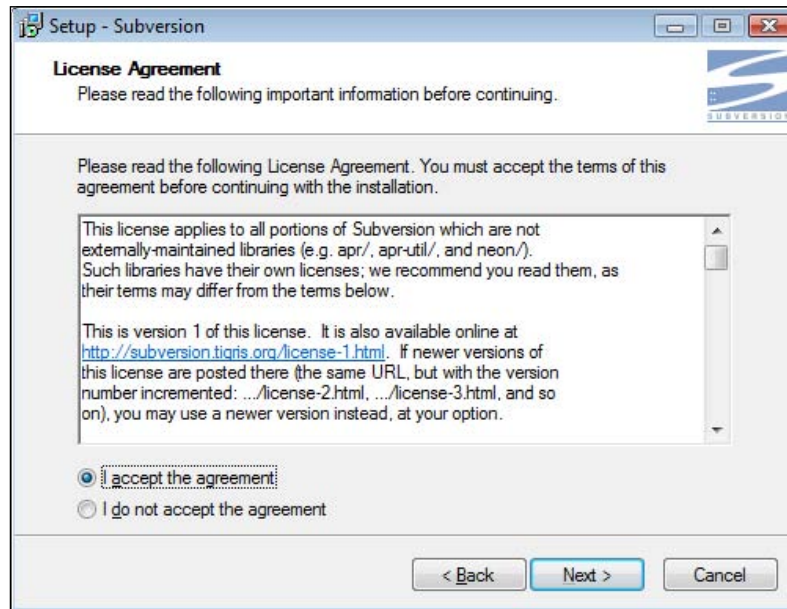 Setup - Subversion
License Agreement
Please read the following important information before continuing.
SUBVERSION
Please read the following License Agreement. You must accept the terms of this
agreement before continuing with the installation.
This license applies to all portions of Subversion which are not
externally-maintained libraries (e.g. apr/, apr-util/, and neon/).
Such libraries have their own licenses; we recommend you read them, as
their terms may differ from the terms below.
This is version 1 of this license. It is also available online at
http://subversion.tigris.org/license-1.html. If newer versions of
this license are posted there (the same URL, but with the version
number incremented: .../license-2.html, .../license-3.html, and so
on), you may use a newer version instead, at your option.
I accept the agreement
I do not accept the agreement
< Back
Next >
Cancel